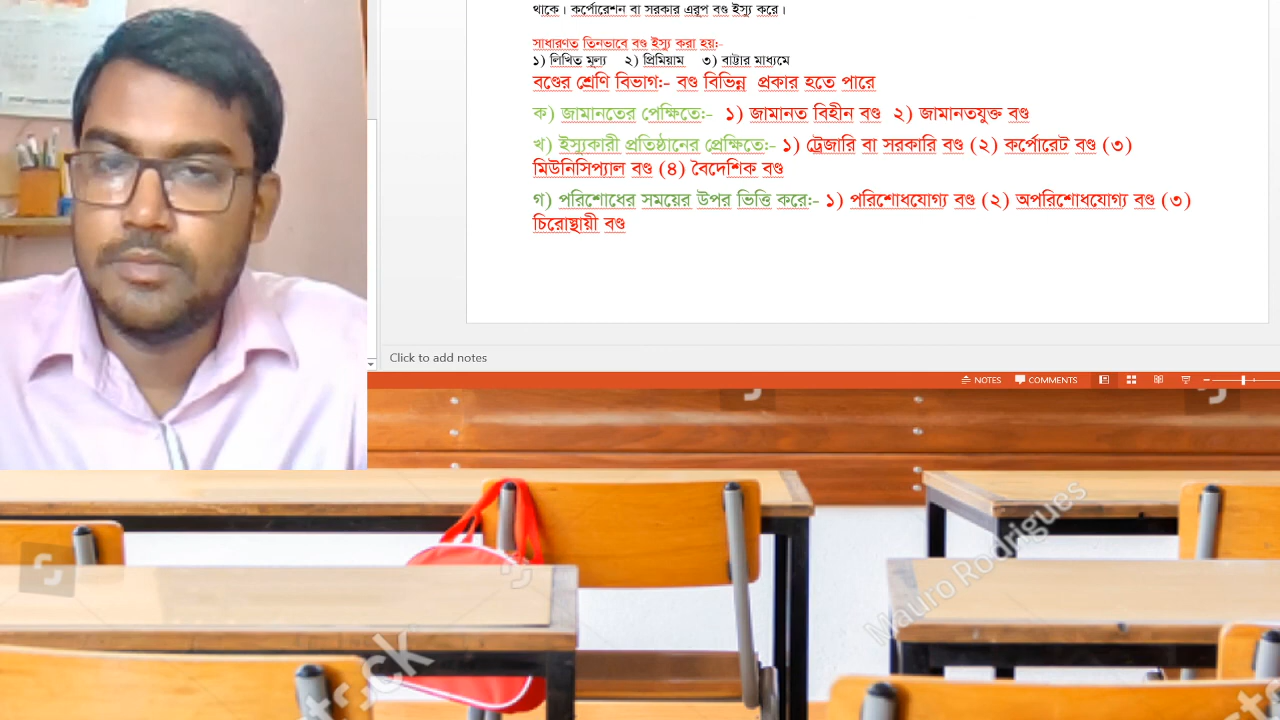 থাকে। কর্পোরেশন বা সরকার এরূপ বণ্ড ইস্যু করে।
সাধারণত তিনভাবে বণ্ড ইস্যু করা হয়:-
১) লিখিত মূল্য ২) প্রিমিয়াম ৩) বাট্টার মাধ্যমে
বণ্ডের শ্রেণি বিভাগ:- বণ্ড বিভিন্ন প্রকার হতে পারে
ক) জামানতের পেক্ষিতে:- ১) জামানত বিহীন বণ্ড ২) জামানতযুক্ত বণ্ড
খ) ইস্যুকারী প্রতিষ্ঠানের প্রেক্ষিতে:- ১) ট্রেজারি বা সরকারি বণ্ড (২) কর্পোরেট বণ্ড (৩)
মিউনিসিপ্যাল বণ্ড (৪) বৈদেশিক বণ্ড
গ) পরিশোধের সময়ের উপর ভিত্তি করে:- ১) পরিশোধযোগ্য বণ্ড (২) অপরিশোধযোগ্য বণ্ড (৩)
চিরোস্থায়ী বণ্ড
Click to add notes
NOTES COMMENTS
Mauro Rodrigues